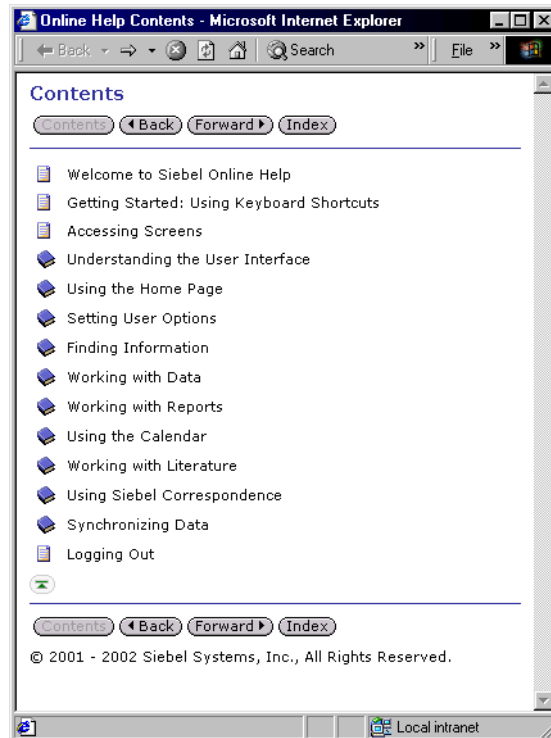 Online Help Contents - Microsoft Internet Explorer
Back Search » File »
Contents
Contents Back Forward Index
Welcome to Siebel Online Help
Getting Started: Using Keyboard Shortcuts
Accessing Screens
Understanding the User Interface
Using the Home Page
Setting User Options
Finding Information
Working with Data
Working with Reports
Using the Calendar
Working with Literature
Using Siebel Correspondence
Synchronizing Data
Logging Out
Contents Back Forward Index
© 2001 - 2002 Siebel Systems, Inc., All Rights Reserved.
Local intranet